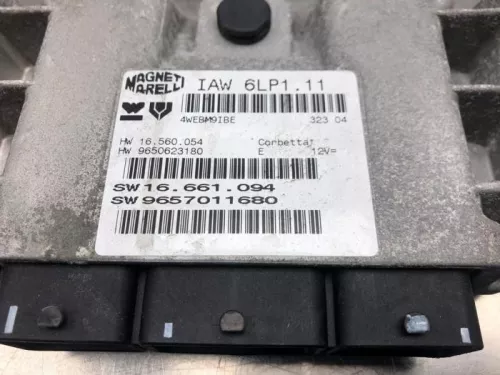 MAGNETI MARELLI
IAW 6LP1.11
4WEBM9IBE 323 04
HW 16.560.054 Corbetta
HW 9650623180 E 12V=
SW16.661.094
SW9657011680